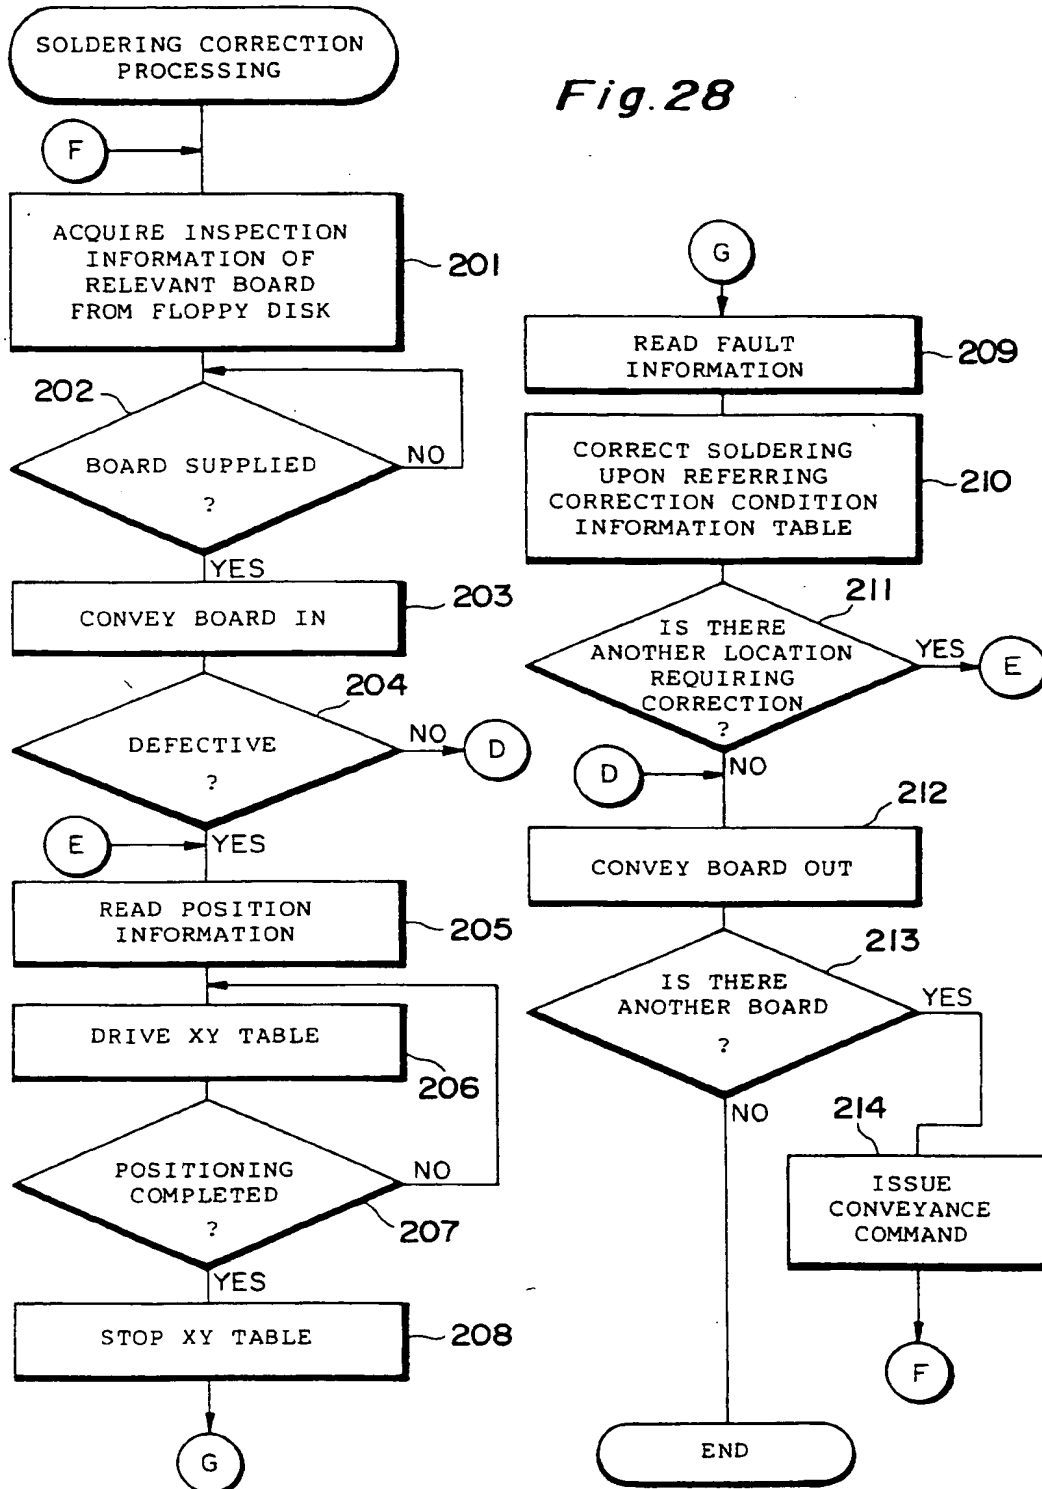 SOLDERING CORRECTION
PROCESSING
Fig.28
F
ACQUIRE INSPECTION
INFORMATION OF
RELEVANT BOARD
FROM FLOPPY DISK
201
202
BOARD SUPPLIED
?
NO
YES
CONVEY BOARD IN
203
204
DEFECTIVE
?
NO
D
E
YES
READ POSITION
INFORMATION
205
DRIVE XY TABLE
206
POSITIONING
COMPLETED
?
NO
207
YES
STOP XY TABLE
208
G
G
READ FAULT
INFORMATION
209
CORRECT SOLDERING
UPON REFERRING
CORRECTION CONDITION
INFORMATION TABLE
210
211
IS THERE
ANOTHER LOCATION
REQUIRING
CORRECTION
?
YES
E
D
NO
212
CONVEY BOARD OUT
213
IS THERE
ANOTHER BOARD
?
YES
NO
214
ISSUE
CONVEYANCE
COMMAND
F
END